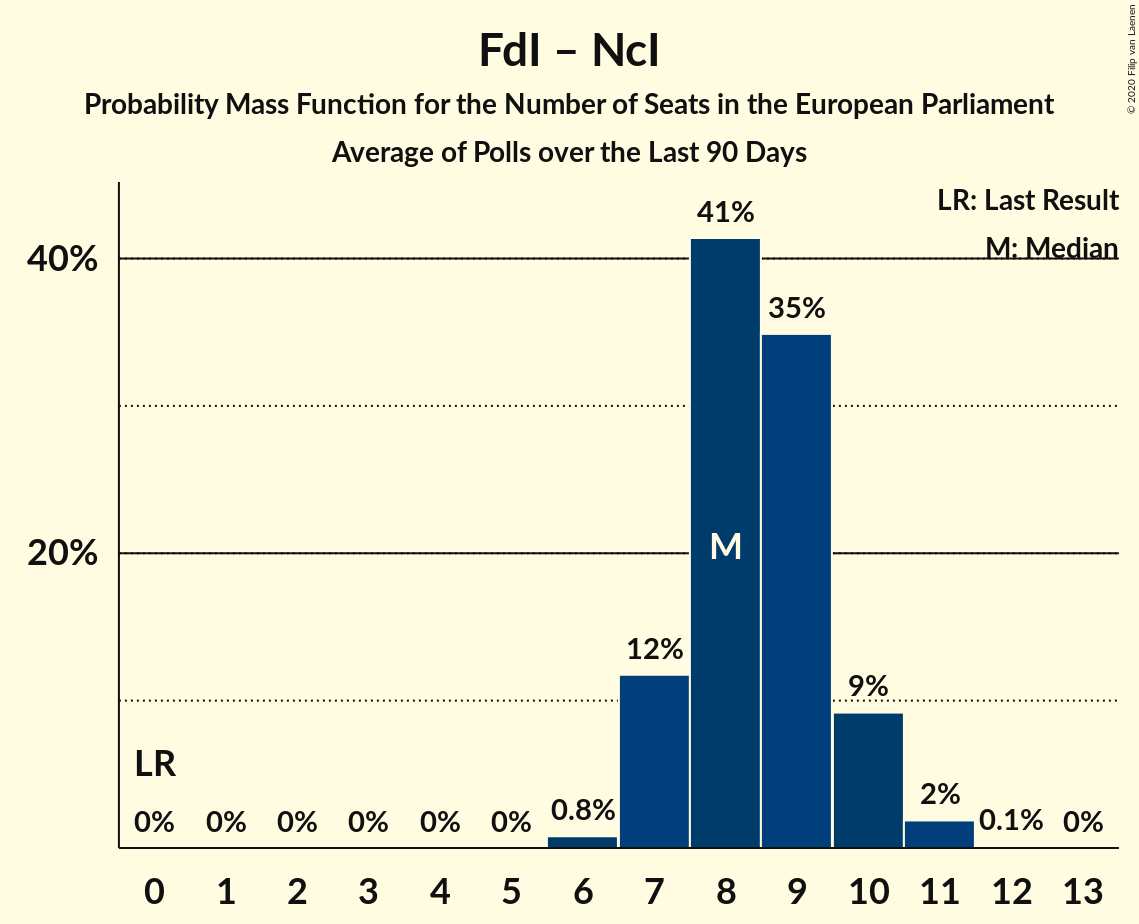 FdI – NcI
Probability Mass Function for the Number of Seats in the European Parliament
Average of Polls over the Last 90 Days
© 2020 Filip van Laenen
LR: Last Result
M: Median
40%
20%
41%
35%
M
12%
9%
LR
0% 0% 0% 0% 0% 0% 0.8% 2% 0.1% 0%
0 1 2 3 4 5 6 7 8 9 10 11 12 13